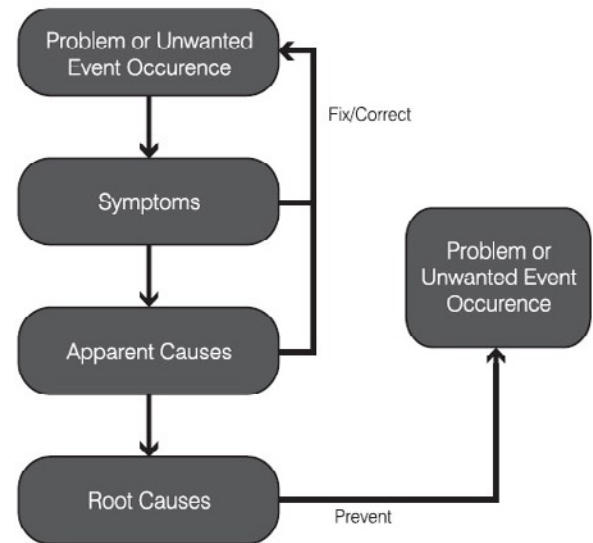 Problem or Unwanted
Event Occurence
Fix/Correct
Symptoms
Problem or
Unwanted Event
Occurence
Apparent Causes
Root Causes
Prevent